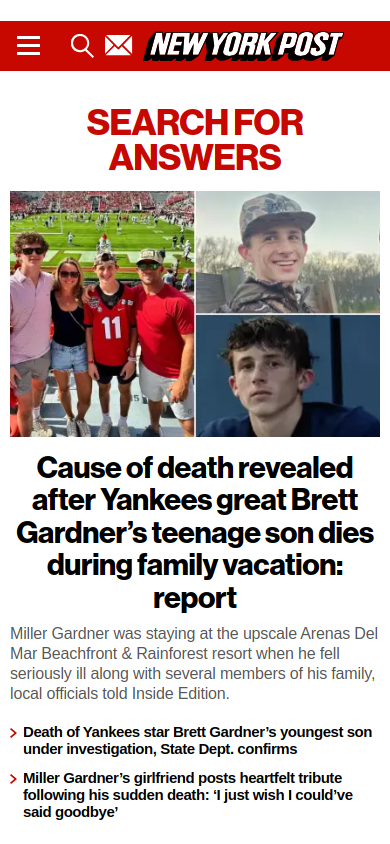 NEW YORK POST
SEARCH FOR
ANSWERS
11
Cause of death revealed
after Yankees great Brett
Gardner’s teenage son dies
during family vacation:
report
Miller Gardner was staying at the upscale Arenas Del
Mar Beachfront & Rainforest resort when he fell
seriously ill along with several members of his family,
local officials told Inside Edition.
Death of Yankees star Brett Gardner’s youngest son
under investigation, State Dept. confirms
Miller Gardner’s girlfriend posts heartfelt tribute
following his sudden death: ‘I just wish I could’ve
said goodbye’